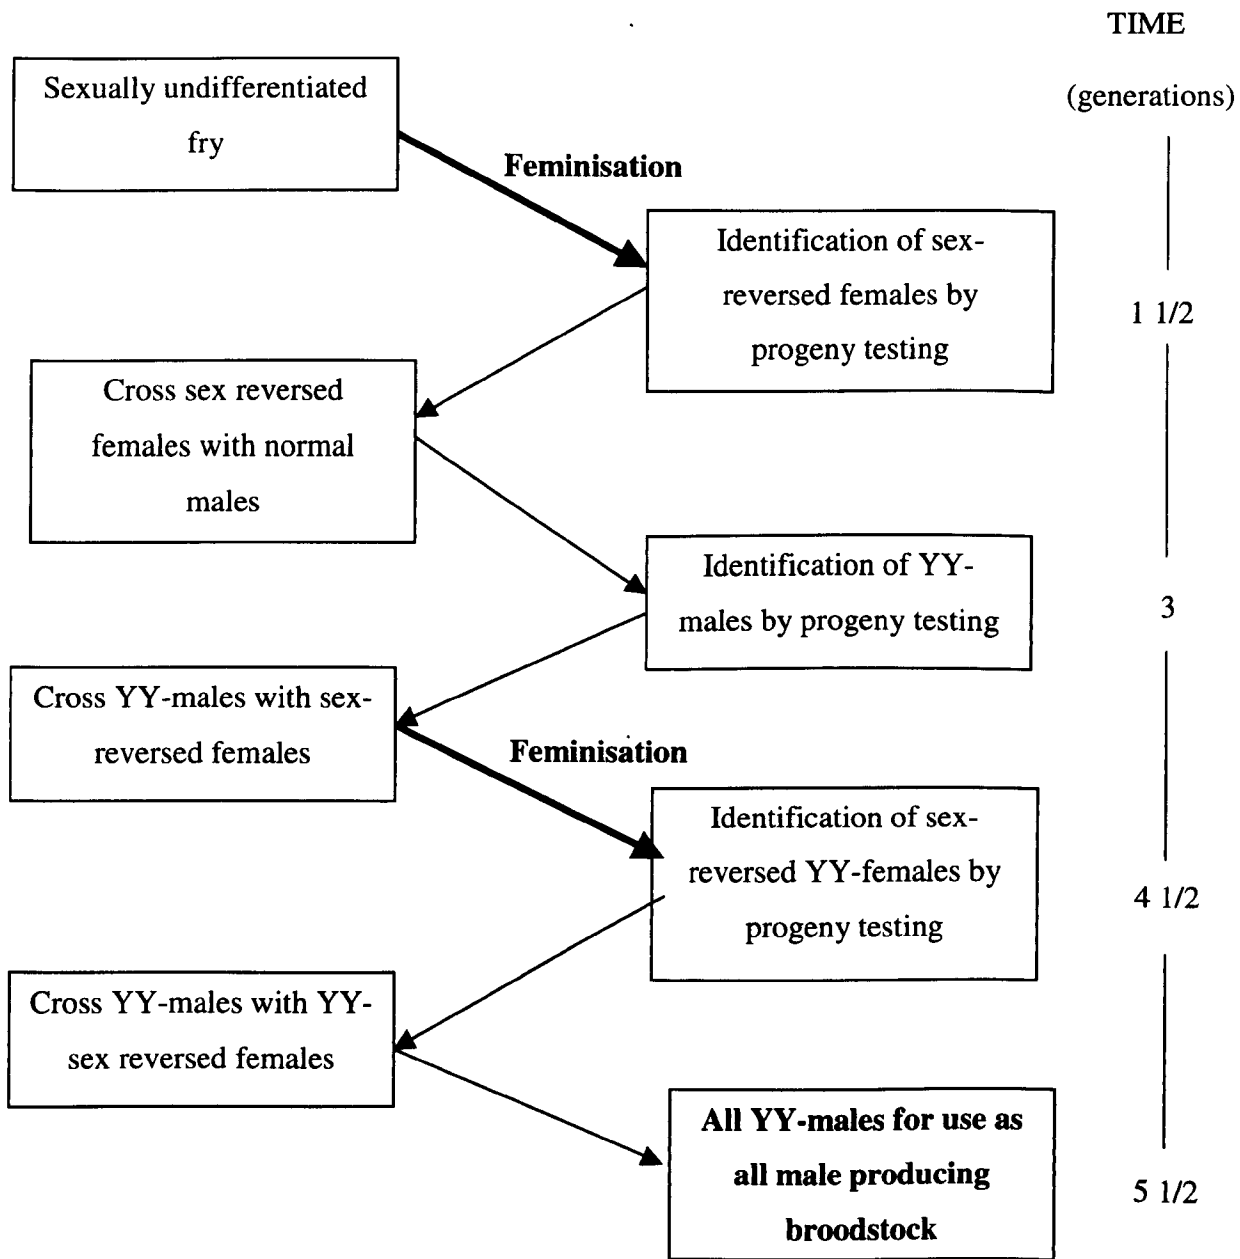 TIME
(generations)
Sexually undifferentiated
fry
Feminisation
Identification of sex-
reversed females by
progeny testing
1 1/2
Cross sex reversed
females with normal
males
Identification of YY-
males by progeny testing
3
Cross YY-males with sex-
reversed females
Feminisation
Identification of sex-
reversed YY-females by
progeny testing
4 1/2
Cross YY-males with YY-
sex reversed females
All YY-males for use as
all male producing
broodstock
5 1/2